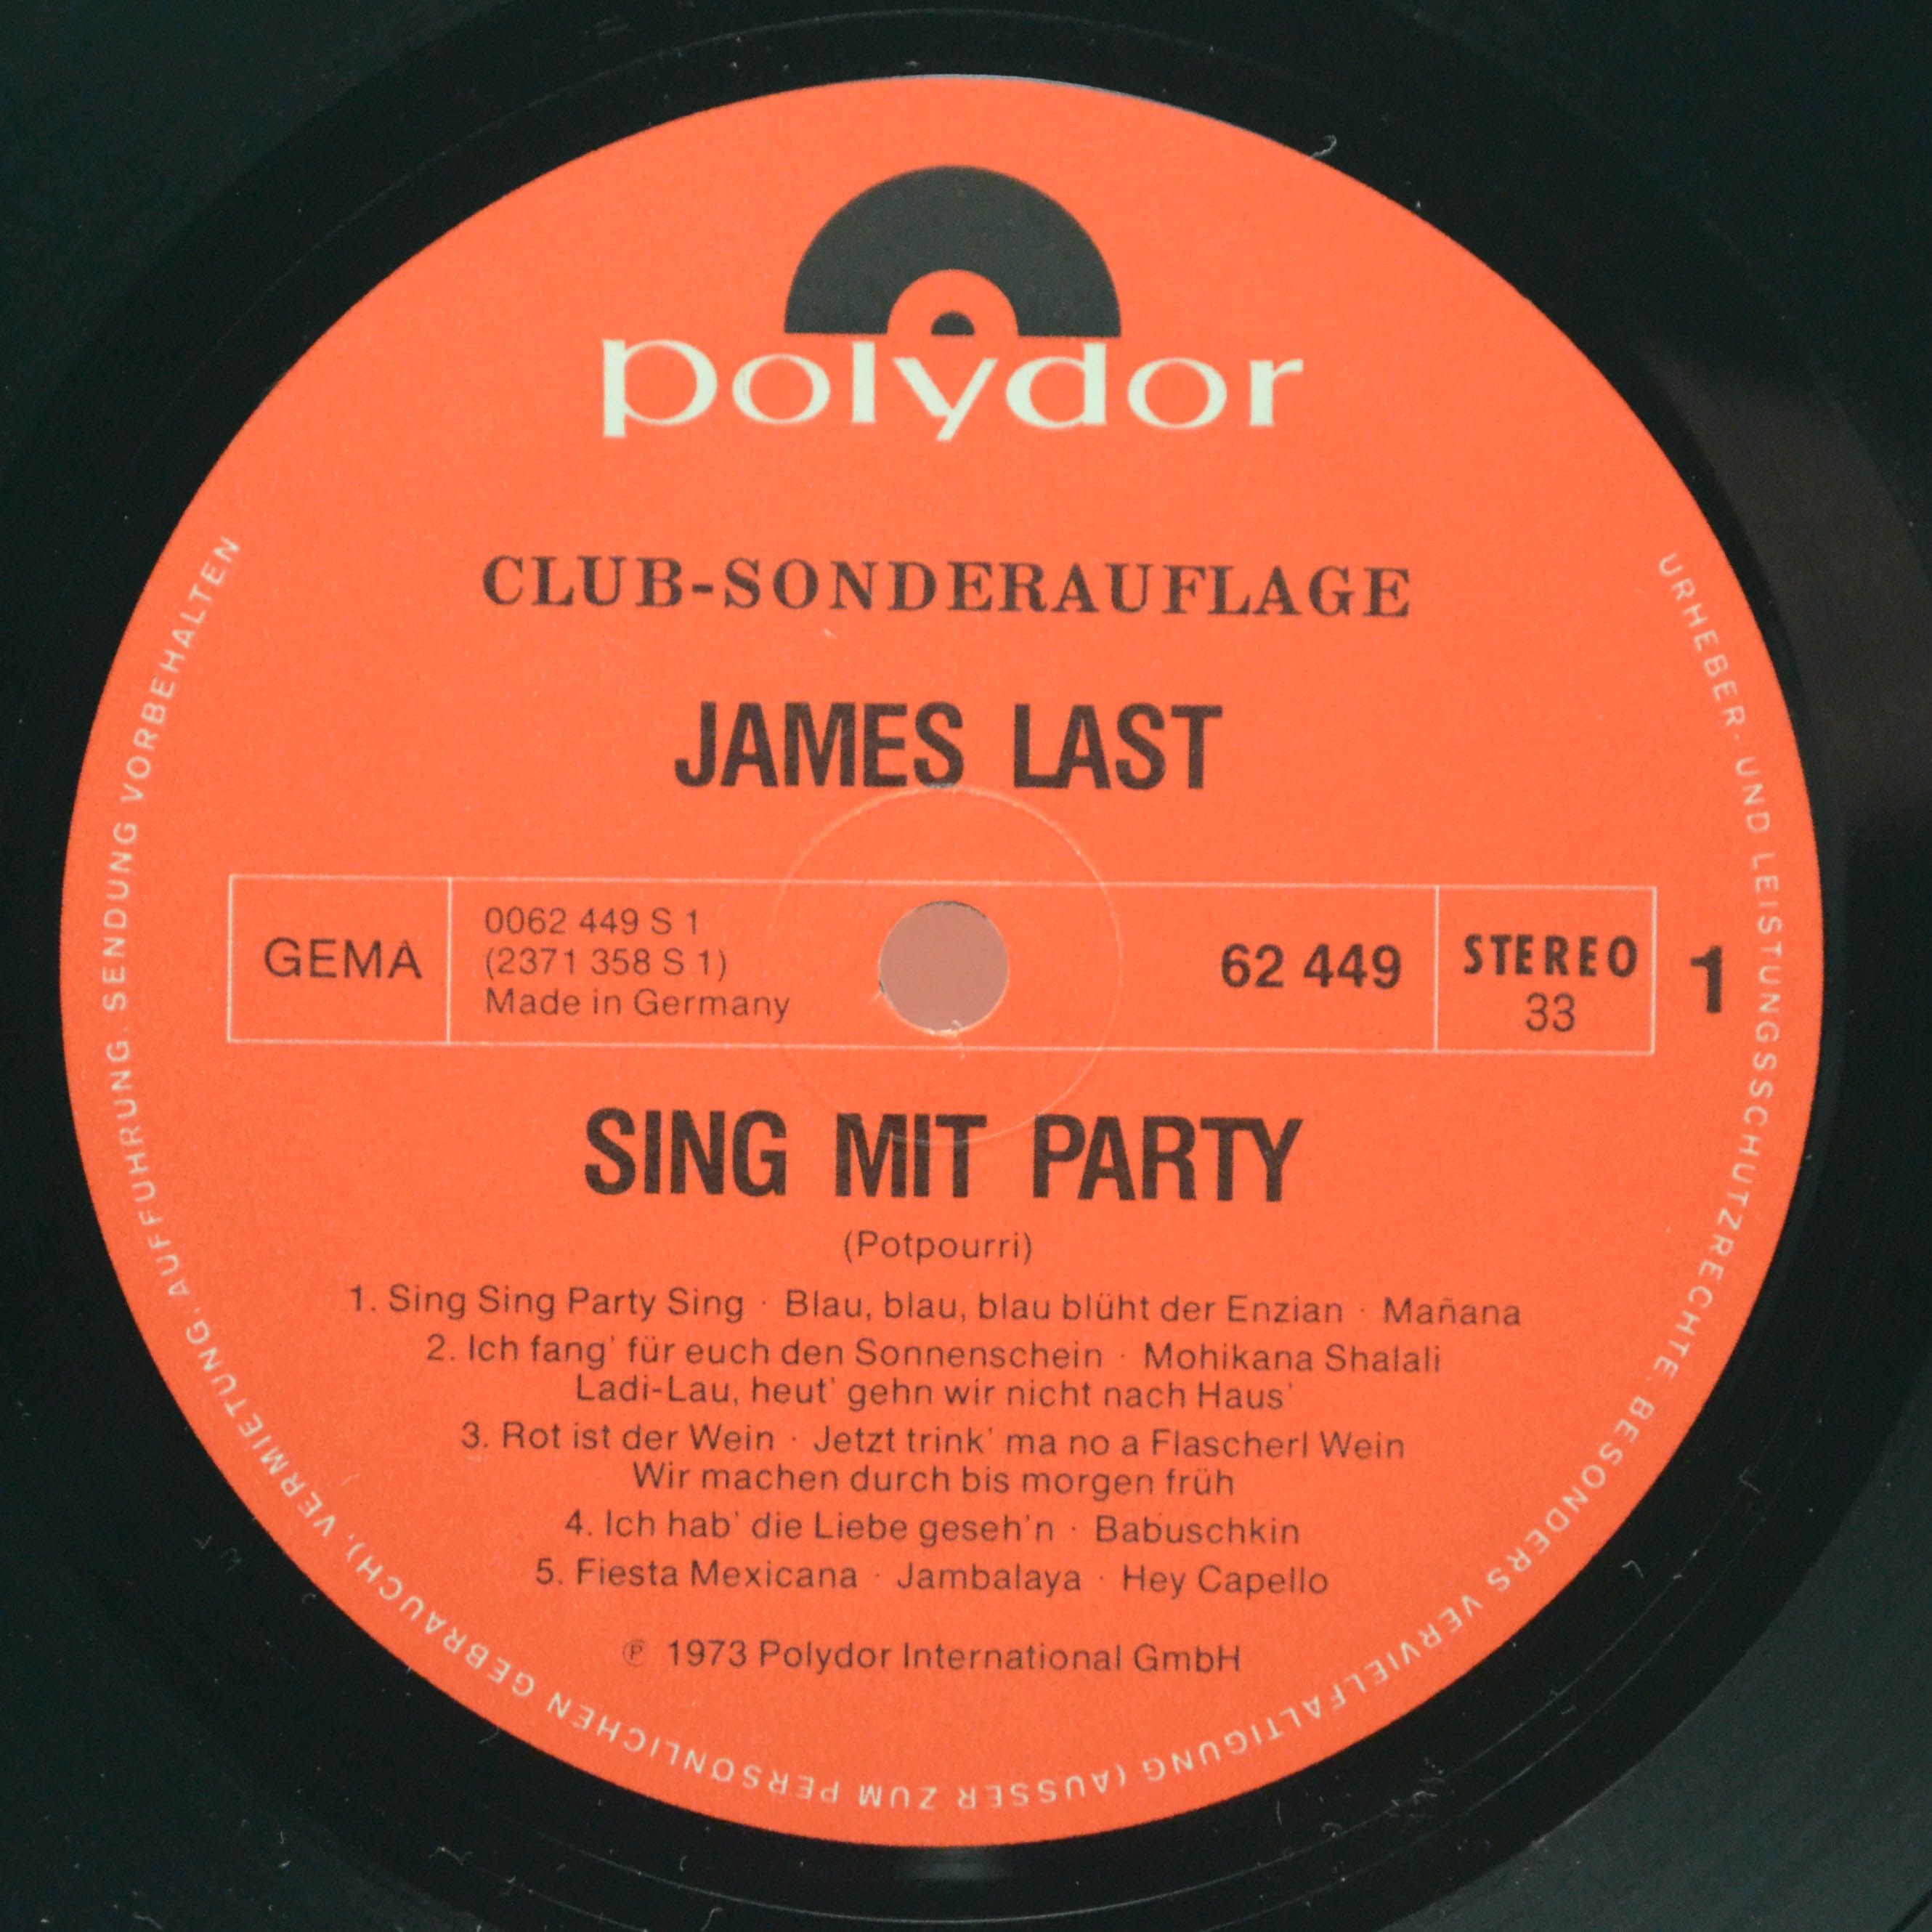 polydor
CLUB-SONDERAUFLAGE
JAMES LAST
GEMA
0062 449 S 1
(2371 358 S 1)
Made in Germany
62 449
STEREO
33
1
SING MIT PARTY
(Potpourri)
1. Sing Sing Party Sing · Blau, blau, blau blüht der Enzian · Mañana
2. Ich fang' für euch den Sonnenschein · Mohikana Shalali
Ladi-Lau, heut' gehn wir nicht nach Haus'
3. Rot ist der Wein · Jetzt trink' ma no a Flascherl Wein
Wir machen durch bis morgen früh
4. Ich hab' die Liebe geseh'n · Babuschkin
5. Fiesta Mexicana · Jambalaya · Hey Capello
℗ 1973 Polydor International GmbH
URHEBER- UND LEISTUNGSSCHUTZRECHTE, BESONDERS VERVIELFÄLTIGUNG (AUSSER ZUM PERSÖNLICHEN GEBRAUCH), VERMIETUNG, AUFFÜHRUNG, SENDUNG VORBEHALTEN